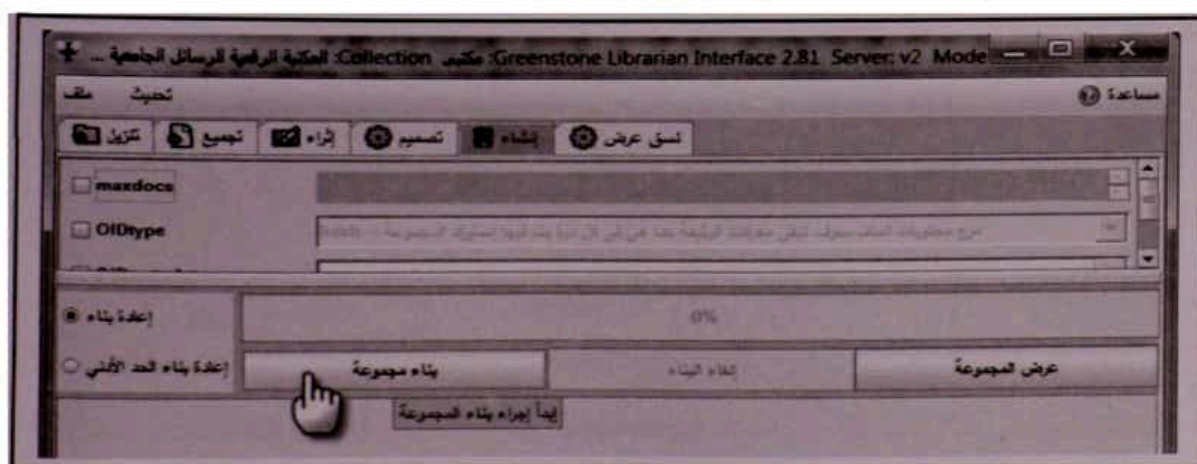 Greenstone Librarian Interface 2.81 Server: v2 Mode: مكتبى Collection: المكتبة الرقمية الرسائل الجامعية ...
ملف تحديث مساعدة
تنزيل تجميع إثراء تصميم إنشاء نسق عرض
maxdocs
OIDtype
إعادة بناء
0%
إعادة بناء الحد الأدني
بناء مجموعة إلغاء البناء عرض المجموعة
إبدأ إجراء بناء المجموعة